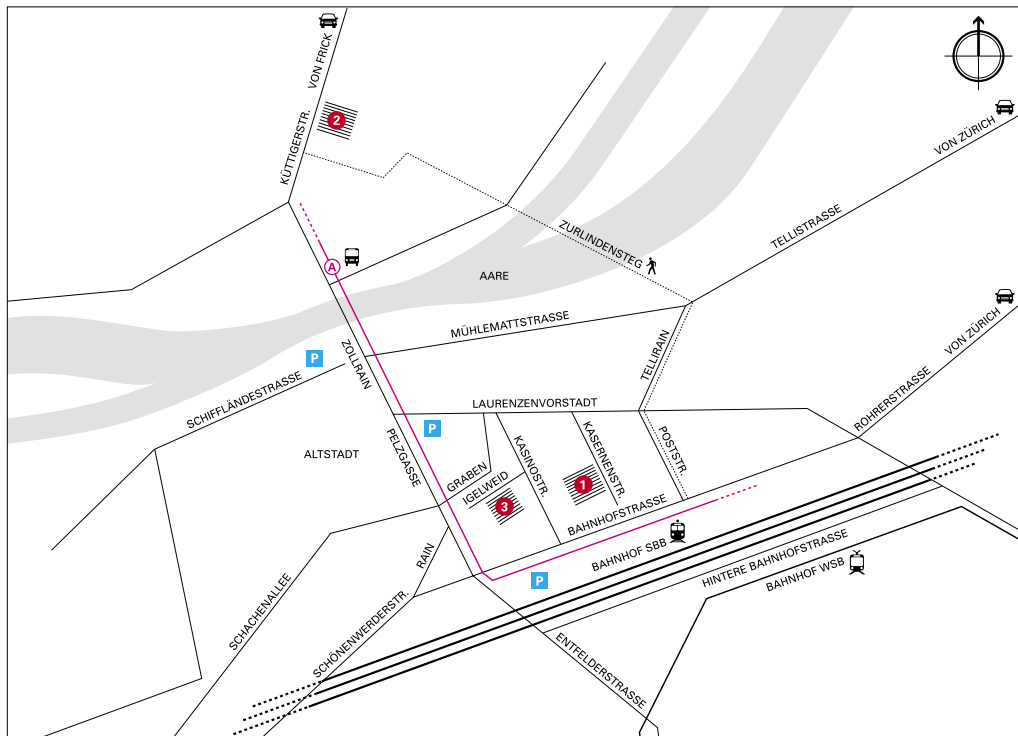 VON FRICK
KÜTTIGERSTR.
2
VON ZÜRICH
TELLISTRASSE
ZURLINDENSTEG
A
AARE
VON ZÜRICH
MÜHLEMATTSTRASSE
ZOLLRAIN
P
TELLIRAIN
SCHIFFLÄNDESTRASSE
ROHRERSTRASSE
LAURENZENVORSTADT
P
PELZGASSE
ALTSTADT
GRABEN
IGELWEID
KASINOSTR.
KASERNENSTR.
POSTSTR.
1
3
BAHNHOFSTRASSE
BAHNHOF SBB
RAIN
P
HINTERE BAHNHOFSTRASSE
BAHNHOF WSB
SCHACHENALLEE
SCHÖNENWERDERSTR.
ENTFELDERSTRASSE